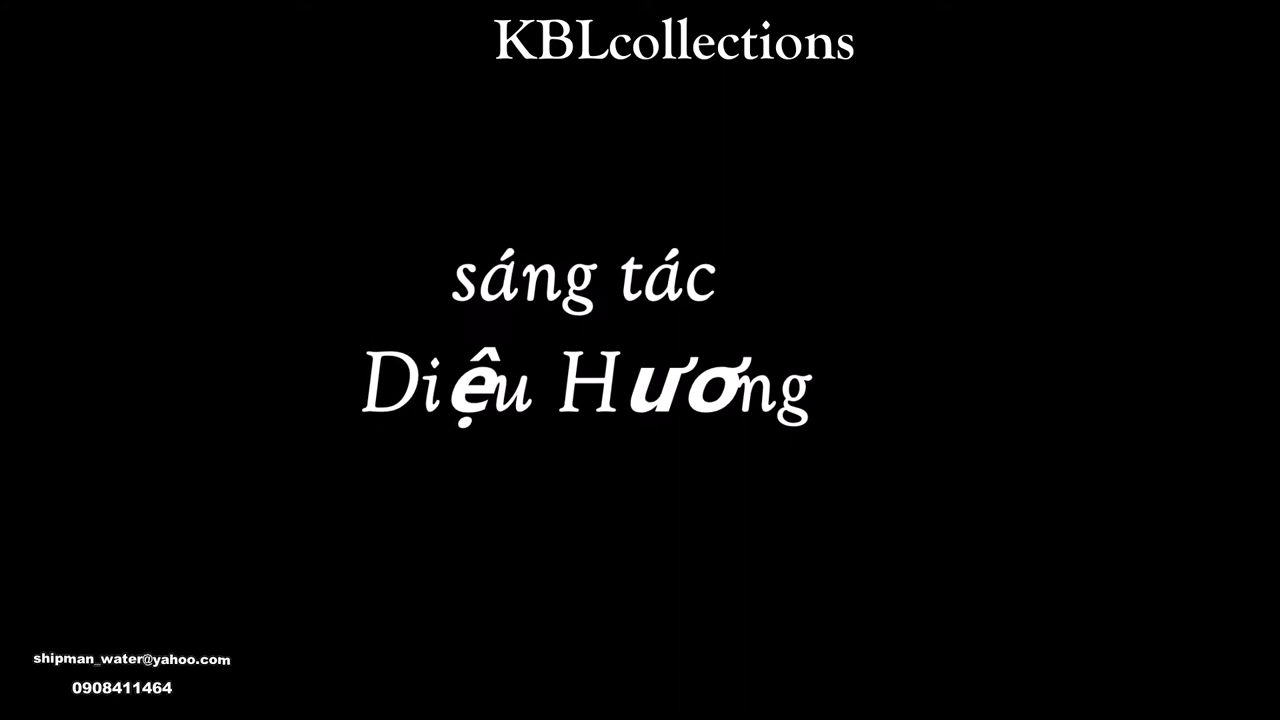 KBLcollections
sáng tác
Diệu Hương
shipman_water@yahoo.com
0908411464